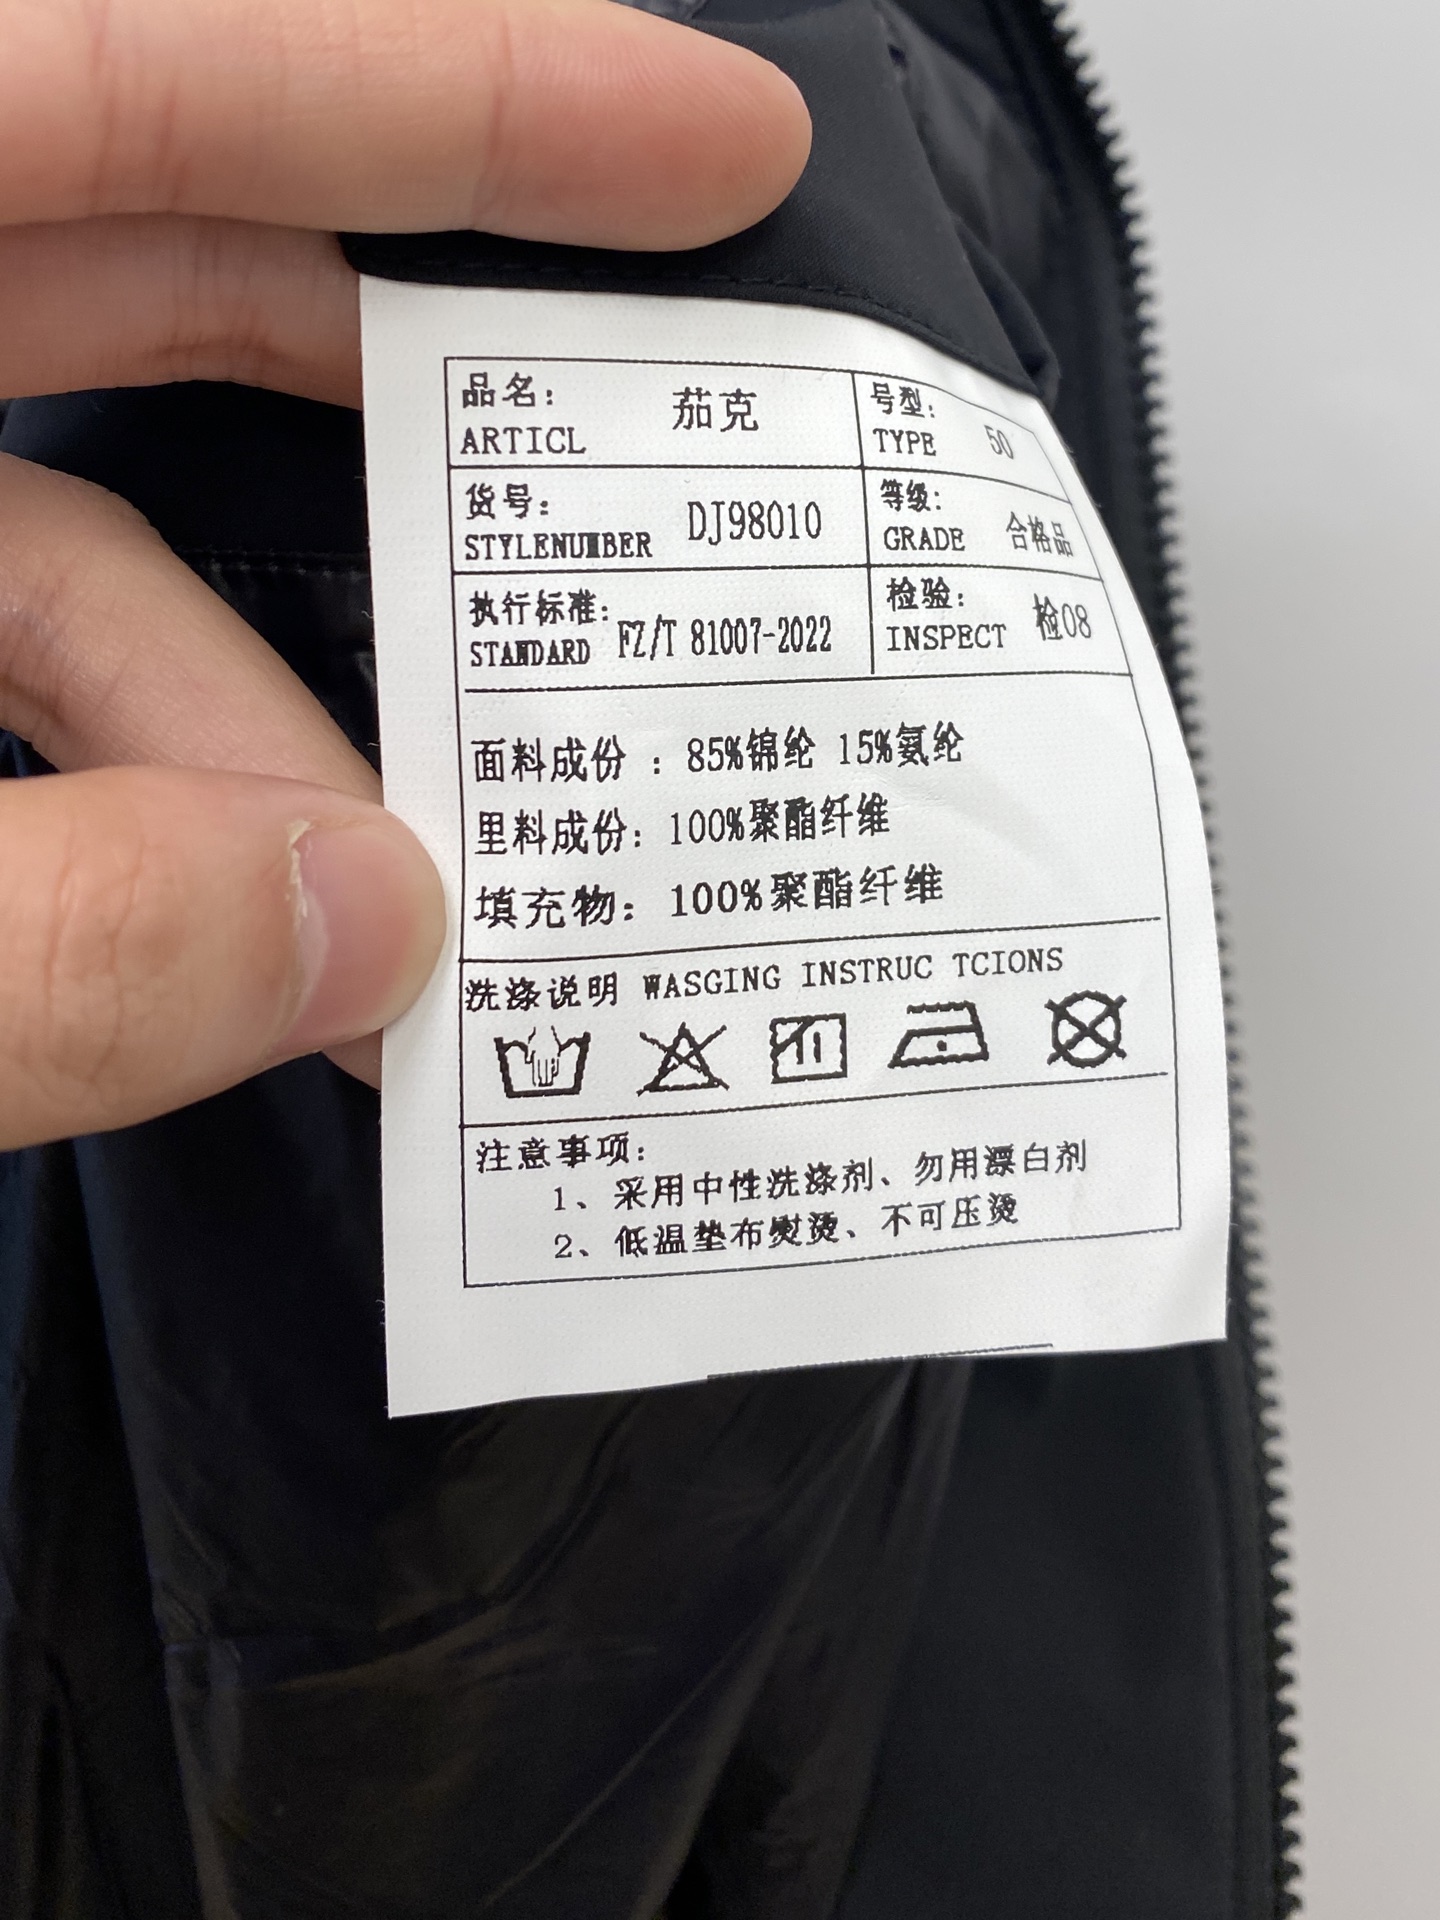 品名: 茄克 号型: 50
ARTICL TYPE
货号: DJ98010 等级: 合格品
STYLENUMBER GRADE
执行标准: FZ/T 81007-2022 检验: 检08
STANDARD INSPECT
面料成份 : 85%锦纶 15%氨纶
里料成份: 100%聚酯纤维
填充物: 100%聚酯纤维
洗涤说明 WASGING INSTRUC TCIONS
注意事项:
1、采用中性洗涤剂、勿用漂白剂
2、低温垫布熨烫、不可压烫